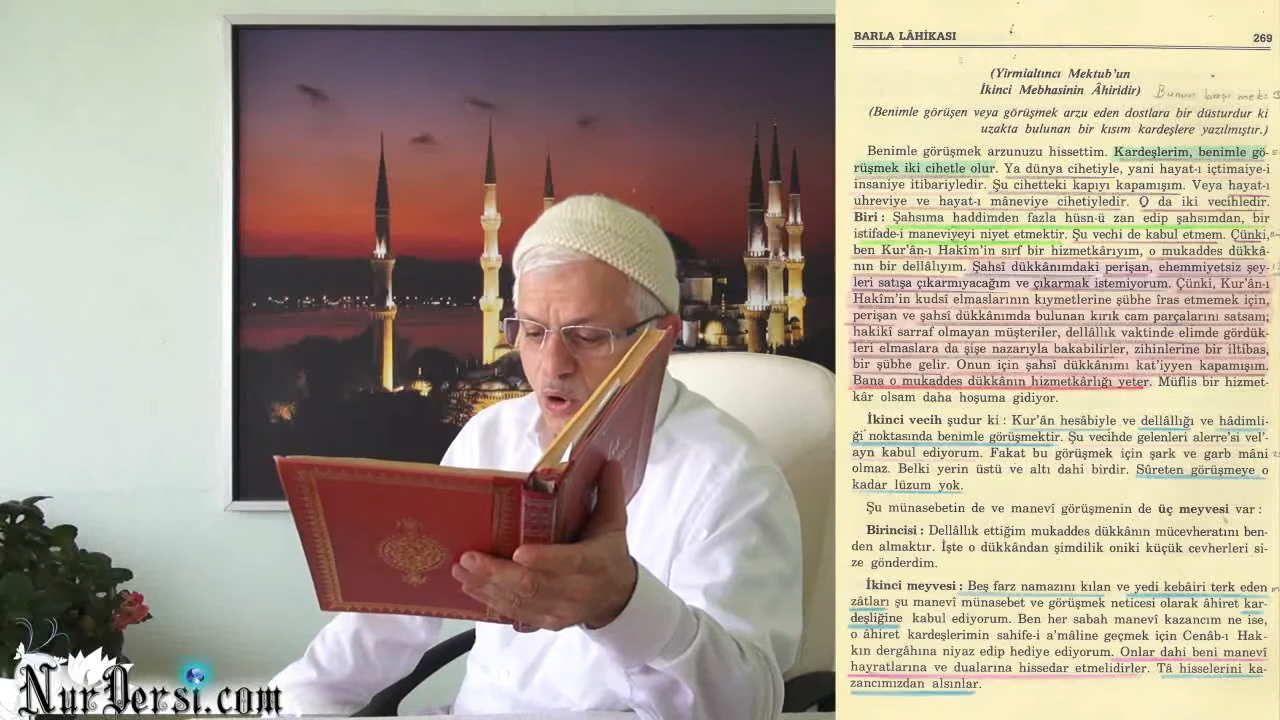 BARLA LÂHİKASI 269
(Yirmialtıncı Mektub'un
İkinci Mebhasinin Âhiridir)
Bunun başı mek:
(Benimle görüşen veya görüşmek arzu eden dostlara bir düsturdur ki
uzakta bulunan bir kısım kardeşlere yazılmıştır.)
Benimle görüşmek arzunuzu hissettim. Kardeşlerim, benimle gö-
rüşmek iki cihetle olur. Ya dünya cihetiyle, yani hayat-ı içtimaiye-i
insaniye itibariyledir. Şu cihetteki kapıyı kapamışım. Veya hayat-ı
uhreviye ve hayat-ı mâneviye cihetiyledir. O da iki vecihledir.
Biri: Şahsıma haddimden fazla hüsn-ü zan edip şahsımdan, bir
istifade-i maneviyeyi niyet etmektir. Şu vechi de kabul etmem. Çünki,
ben Kur'ân-ı Hakîm'in sırf bir hizmetkârıyım, o mukaddes dükkâ-
nın bir dellâlıyım. Şahsî dükkânımdaki perişan, ehemmiyetsiz şey-
leri satışa çıkarmıyacağım ve çıkarmak istemiyorum. Çünki, Kur'ân-ı
Hakîm'in kudsî elmaslarının kıymetlerine şübhe îras etmemek için,
perişan ve şahsî dükkânımda bulunan kırık cam parçalarını satsam;
hakikî sarraf olmayan müşteriler, dellâllık vaktinde elimde gördük-
leri elmaslara da şişe nazarıyla bakabilirler, zihinlerine bir iltibas,
bir şübhe gelir. Onun için şahsî dükkânımı kat'iyyen kapamışım.
Bana o mukaddes dükkânın hizmetkârlığı yeter. Müflis bir hizmet-
kâr olsam daha hoşuma gidiyor.
İkinci vecih şudur ki: Kur'ân hesâbiyle ve dellâllığı ve hâdimli-
ği noktasında benimle görüşmektir. Şu vecihde gelenleri alerre'si vel'-
ayn kabul ediyorum. Fakat bu görüşmek için şark ve garb mâni
olmaz. Belki yerin üstü ve altı dahi birdir. Sûreten görüşmeye o
kadar lüzum yok.
Şu münasebetin de ve manevî görüşmenin de üç meyvesi var:
Birincisi: Dellâllık ettiğim mukaddes dükkânın mücevheratını ben-
den almaktır. İşte o dükkândan şimdilik oniki küçük cevherleri si-
ze gönderdim.
İkinci meyvesi: Beş farz namazını kılan ve yedi kebâiri terk eden
zâtları şu manevî münasebet ve görüşmek neticesi olarak âhiret kar-
deşliğine kabul ediyorum. Ben her sabah manevî kazancım ne ise,
o âhiret kardeşlerimin sahife-i a'mâline geçmek için Cenâb-ı Hak-
kın dergâhına niyaz edip hediye ediyorum. Onlar dahi beni manevî
hayratlarına ve dualarına hissedar etmelidirler. Tâ hisselerini ka-
zancımızdan alsınlar.
NurDersi.com